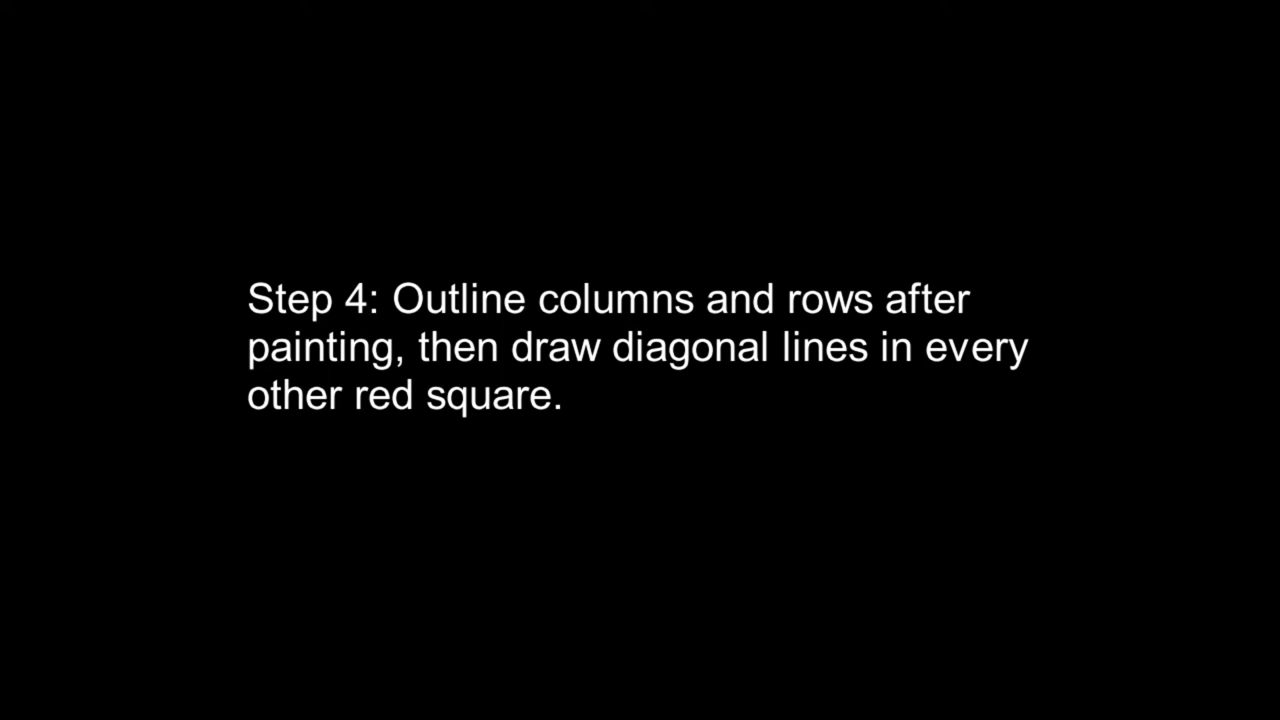 Step 4: Outline columns and rows after
painting, then draw diagonal lines in every
other red square.